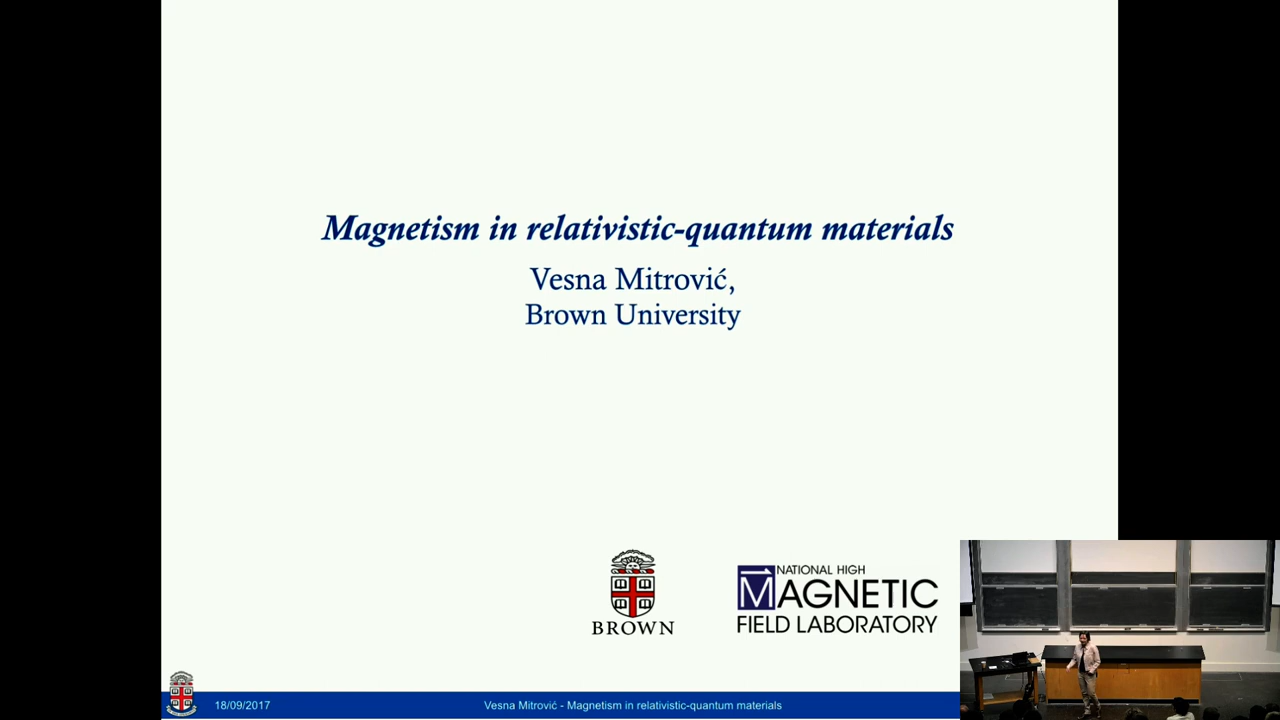 Magnetism in relativistic-quantum materials
Vesna Mitrović,
Brown University
BROWN
NATIONAL HIGH
MAGNETIC
FIELD LABORATORY
18/09/2017
Vesna Mitrović - Magnetism in relativistic-quantum materials